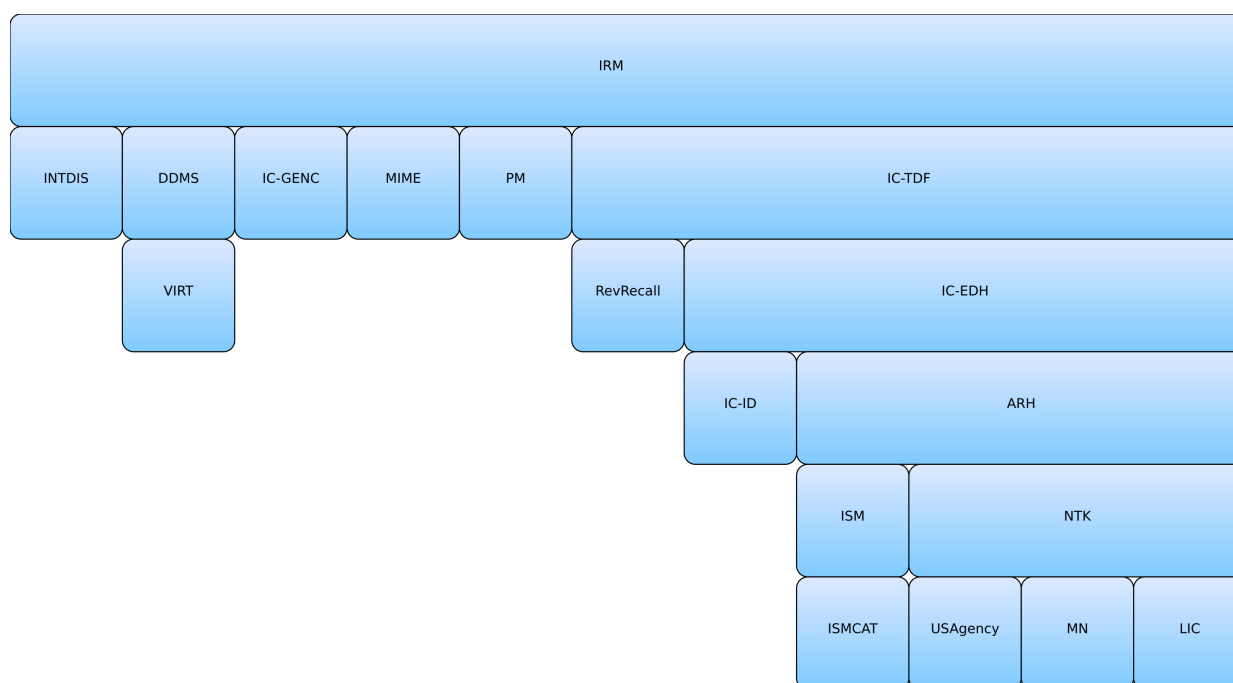 IRM
INTDIS DDMS IC-GENC MIME PM IC-TDF
VIRT RevRecall IC-EDH
IC-ID ARH
ISM NTK
ISMCAT USAgency MN LIC